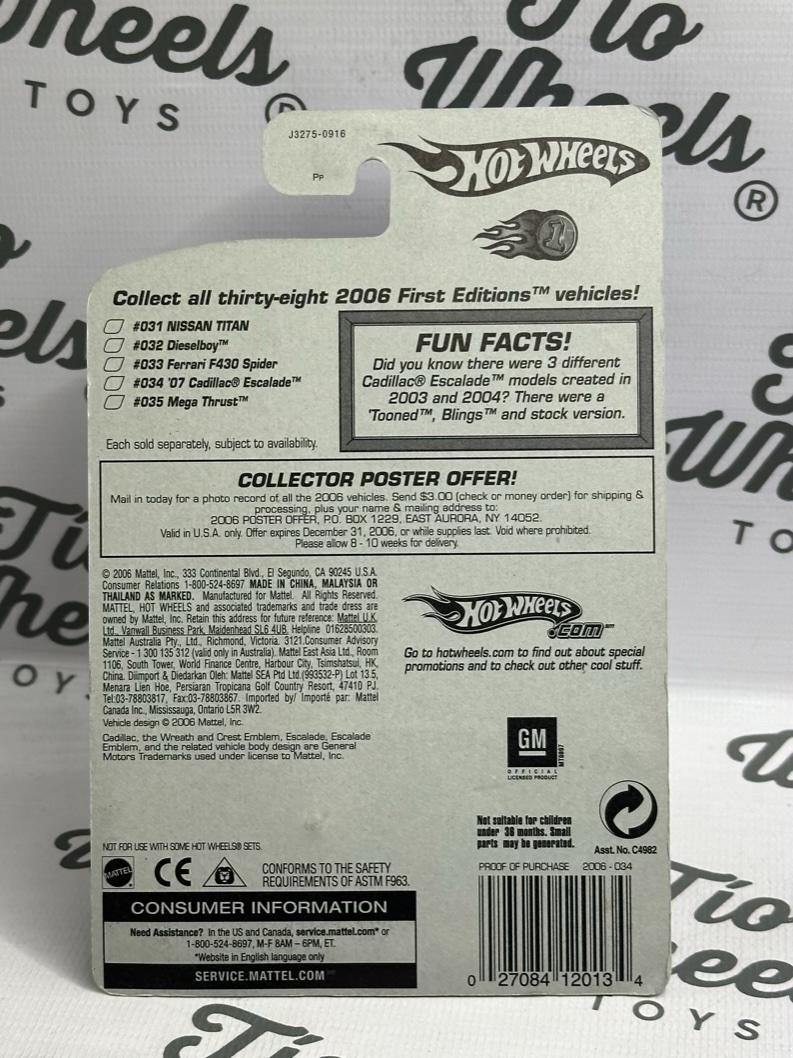 Wheels
TOYS
®
Tío
Wheels
®
J3275-0916
Pp
HOT WHEELS
1
Collect all thirty-eight 2006 First Editions™ vehicles!
#031 NISSAN TITAN
#032 Dieselboy™
#033 Ferrari F430 Spider
#034 '07 Cadillac® Escalade™
#035 Mega Thrust™
Each sold separately, subject to availability.
FUN FACTS!
Did you know there were 3 different
Cadillac® Escalade™ models created in
2003 and 2004? There were a
'Tooned™, Blings™ and stock version.
COLLECTOR POSTER OFFER!
Mail in today for a photo record of all the 2006 vehicles. Send $3.00 (check or money order) for shipping &
processing, plus your name & mailing address to:
2006 POSTER OFFER, P.O. BOX 1229, EAST AURORA, NY 14052.
Valid in U.S.A. only. Offer expires December 31, 2006, or while supplies last. Void where prohibited.
Please allow 8 - 10 weeks for delivery.
© 2006 Mattel, Inc., 333 Continental Blvd., El Segundo, CA 90245 U.S.A.
Consumer Relations 1-800-524-8697 MADE IN CHINA, MALAYSIA OR
THAILAND AS MARKED. Manufactured for Mattel. All Rights Reserved.
MATTEL, HOT WHEELS and associated trademarks and trade dress are
owned by Mattel, Inc. Retain this address for future reference: Mattel U.K.
Ltd., Vanwall Business Park, Maidenhead SL6 4UB. Helpline 01628500303.
Mattel Australia Pty., Ltd., Richmond, Victoria. 3121.Consumer Advisory
Service - 1 300 135 312 (valid only in Australia). Mattel East Asia Ltd., Room
1106, South Tower, World Finance Centre, Harbour City, Tsimshatsui, HK,
China. Diimport & Diedarkan Oleh: Mattel SEA Ptd Ltd.(993532-P) Lot 13.5,
Menara Lien Hoe, Persiaran Tropicana Golf Country Resort, 47410 PJ.
Tel:03-78803817, Fax:03-78803867. Imported by/ Importé par: Mattel
Canada Inc., Mississauga, Ontario L5R 3W2.
Vehicle design © 2006 Mattel, Inc.
Cadillac, the Wreath and Crest Emblem, Escalade, Escalade
Emblem, and the related vehicle body design are General
Motors Trademarks used under license to Mattel, Inc.
HOT WHEELS
.COM℠
Go to hotwheels.com to find out about special
promotions and to check out other cool stuff.
GM
OFFICIAL
LICENSED PRODUCT
Not suitable for children
under 36 months. Small
parts may be generated.
Asst. No. C4982
NOT FOR USE WITH SOME HOT WHEELS® SETS.
MATTEL
CE
CONFORMS TO THE SAFETY
REQUIREMENTS OF ASTM F963.
CONSUMER INFORMATION
Need Assistance? In the US and Canada, service.mattel.com* or
1-800-524-8697, M-F 8AM – 6PM, ET.
*Website in English language only
SERVICE.MATTEL.COM™
PROOF OF PURCHASE 2006 - 034
0 27084 12013 4
Tío
TOYS
Tío